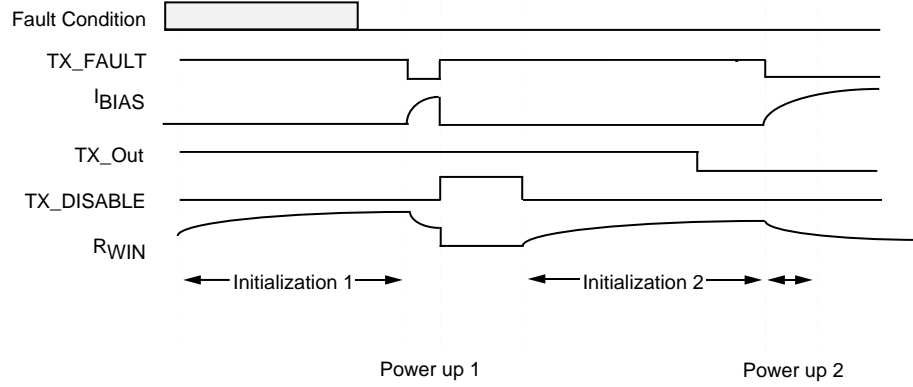 Fault Condition
TX_FAULT
IBIAS
TX_Out
TX_DISABLE
RWIN
Initialization 1
Initialization 2
Power up 1
Power up 2